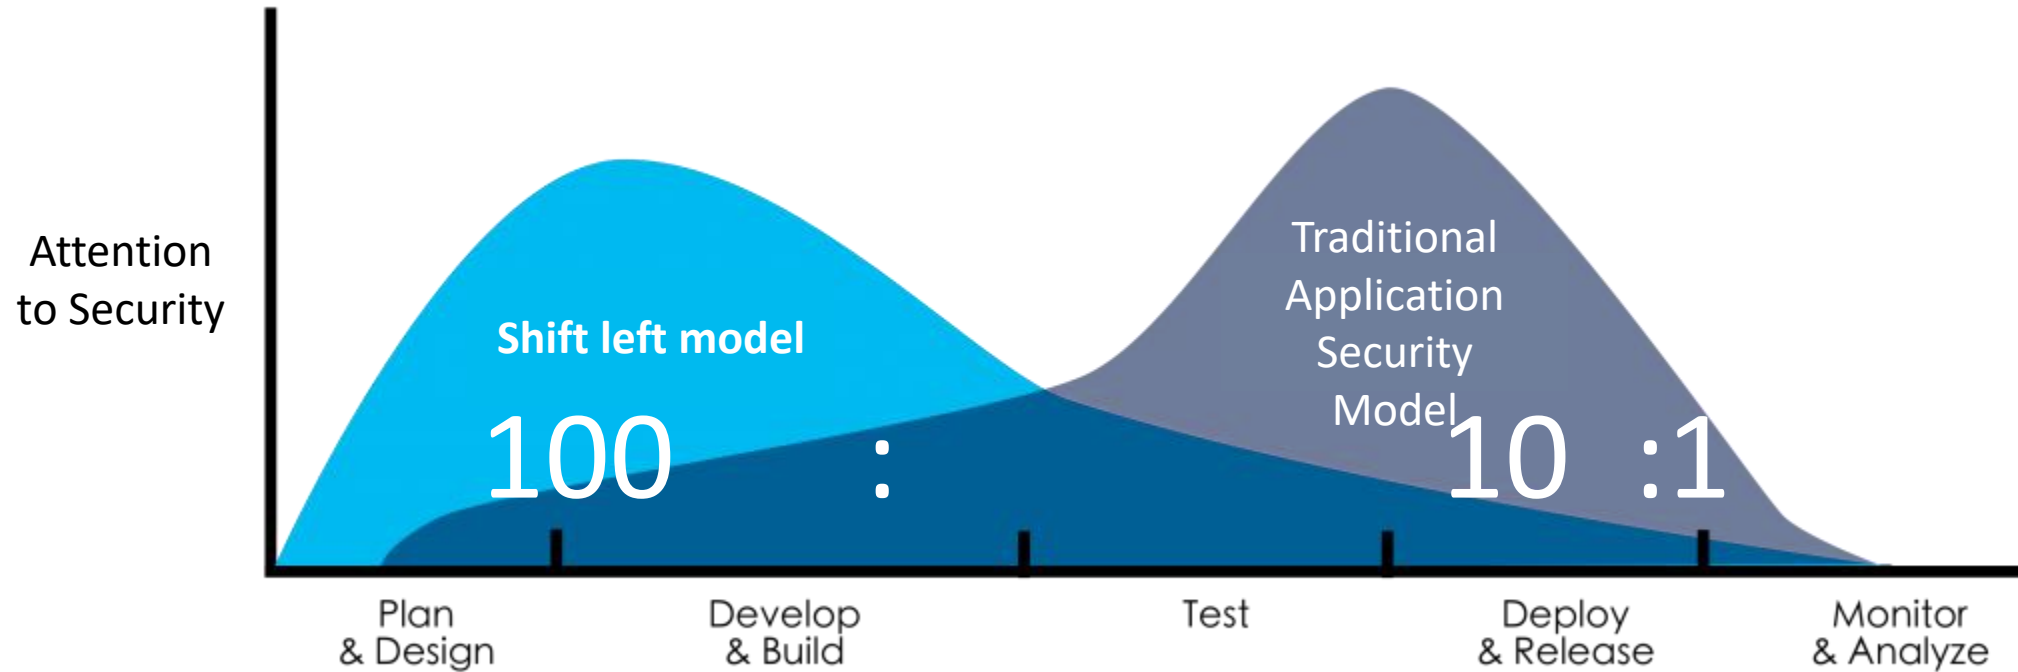 Attention
to Security
Shift left model
Traditional
Application
Security
Model
100 : 10 :1
Plan
& Design
Develop
& Build
Test
Deploy
& Release
Monitor
& Analyze